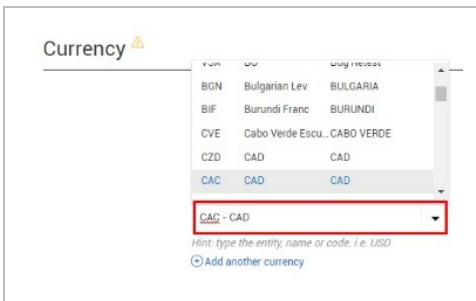 Currency
BGN Bulgarian Lev BULGARIA
BIF Burundi Franc BURUNDI
CVE Cabo Verde Escu... CABO VERDE
CZD CAD CAD
CAC CAD CAD
CAC - CAD
Hint: type the entity, name or code. i.e. USD
Add another currency